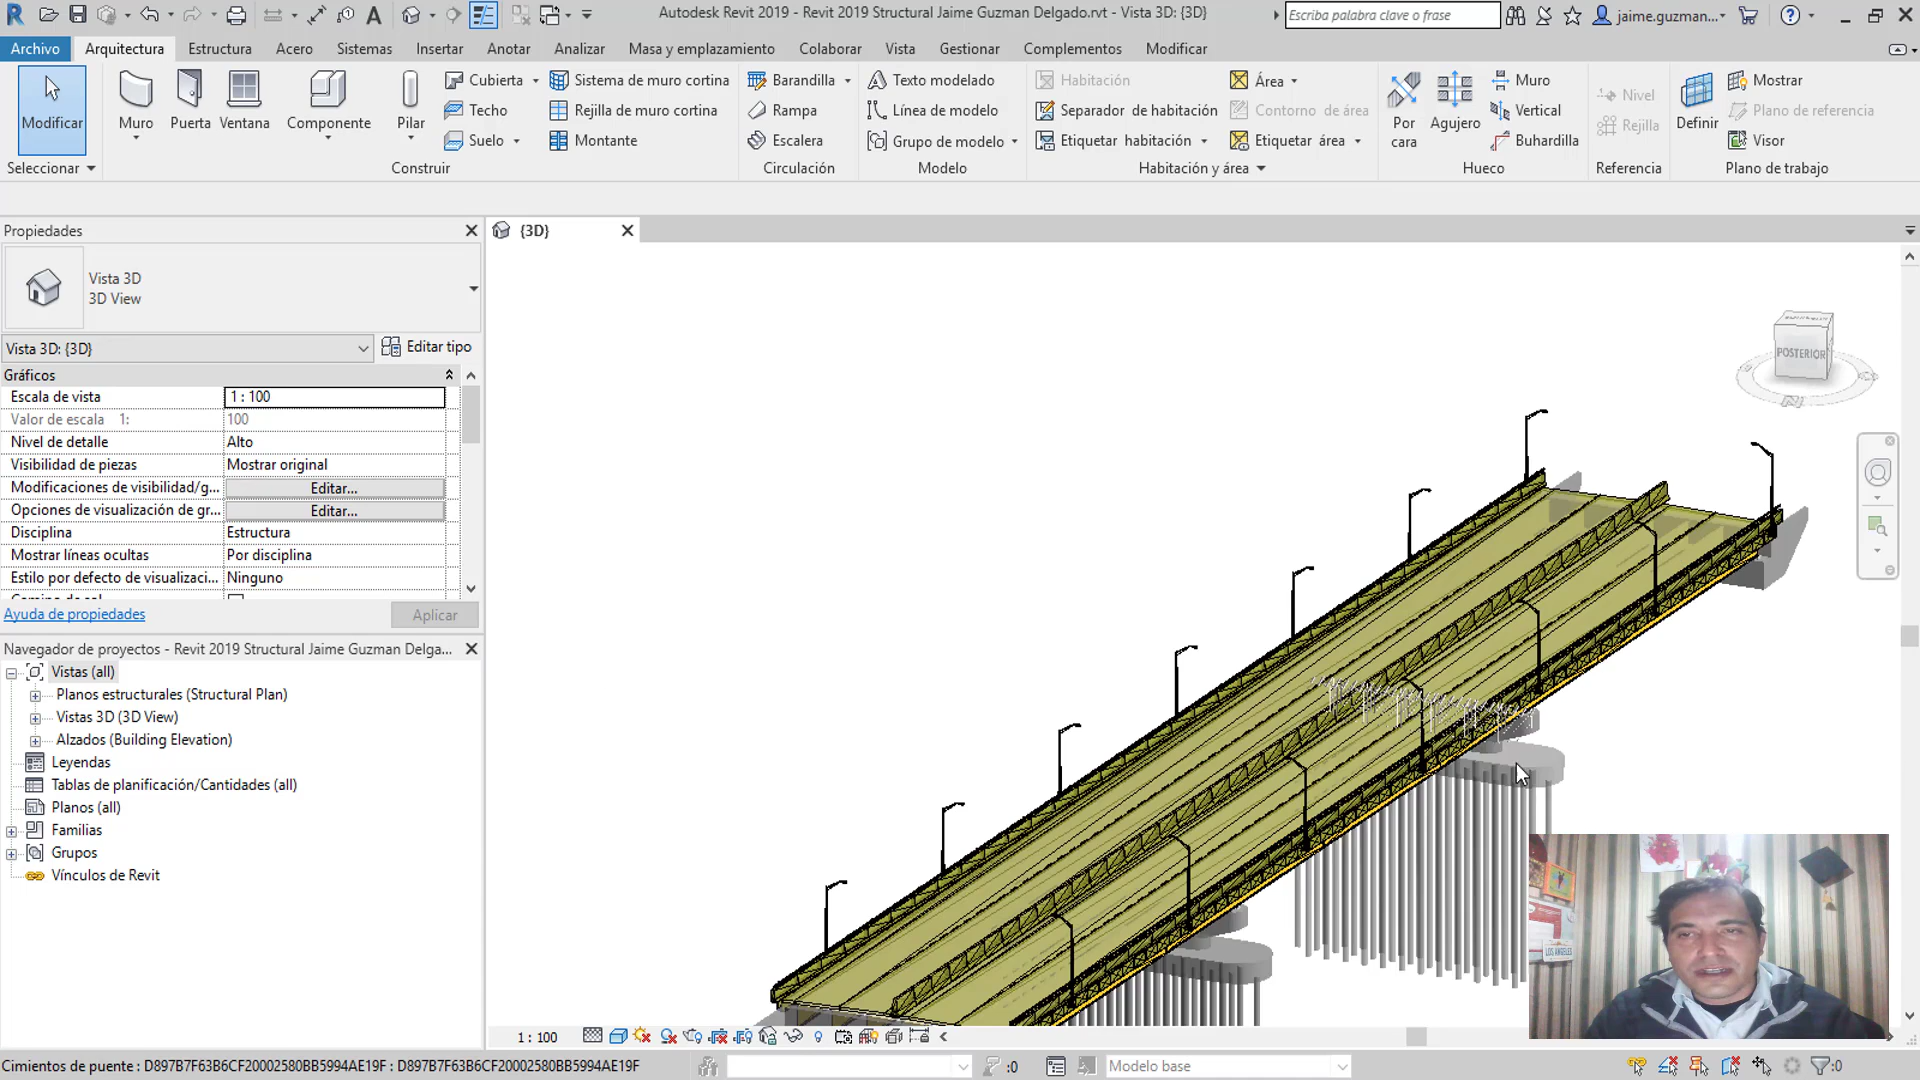 Autodesk Revit 2019 - Revit 2019 Structural Jaime Guzman Delgado.rvt - Vista 3D: {3D}
Escriba palabra clave o frase
jaime.guzman...
Archivo
Arquitectura
Estructura
Acero
Sistemas
Insertar
Anotar
Analizar
Masa y emplazamiento
Colaborar
Vista
Gestionar
Complementos
Modificar
Modificar
Muro
Puerta
Ventana
Componente
Pilar
Cubierta
Techo
Suelo
Sistema de muro cortina
Rejilla de muro cortina
Montante
Barandilla
Rampa
Escalera
Texto modelado
Línea de modelo
Grupo de modelo
Habitación
Separador de habitación
Etiquetar habitación
Área
Contorno de área
Etiquetar área
Por
cara
Agujero
Muro
Vertical
Buhardilla
Nivel
Rejilla
Definir
Mostrar
Plano de referencia
Visor
Seleccionar
Construir
Circulación
Modelo
Habitación y área
Hueco
Referencia
Plano de trabajo
Propiedades
{3D}
Vista 3D
3D View
Vista 3D: {3D}
Editar tipo
Gráficos
Escala de vista
1 : 100
Valor de escala 1:
100
Nivel de detalle
Alto
Visibilidad de piezas
Mostrar original
Modificaciones de visibilidad/g...
Editar...
Opciones de visualización de gr...
Editar...
Disciplina
Estructura
Mostrar líneas ocultas
Por disciplina
Estilo por defecto de visualizaci...
Ninguno
Ayuda de propiedades
Aplicar
Navegador de proyectos - Revit 2019 Structural Jaime Guzman Delga...
Vistas (all)
Planos estructurales (Structural Plan)
Vistas 3D (3D View)
Alzados (Building Elevation)
Leyendas
Tablas de planificación/Cantidades (all)
Planos (all)
Familias
Grupos
Vínculos de Revit
POSTERIOR
LOS ANGELES
1 : 100
Cimientos de puente : D897B7F63B6CF20002580BB5994AE19F : D897B7F63B6CF20002580BB5994AE19F
:0
Modelo base
:0